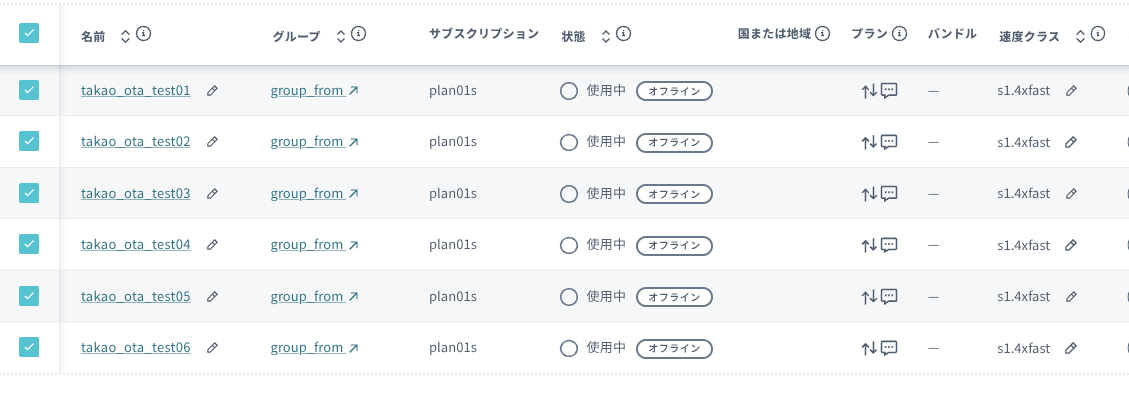 名前 グループ サブスクリプション 状態 国または地域 プラン バンドル 速度クラス
takao_ota_test01 group_from plan01s 使用中 オフライン — s1.4xfast
takao_ota_test02 group_from plan01s 使用中 オフライン — s1.4xfast
takao_ota_test03 group_from plan01s 使用中 オフライン — s1.4xfast
takao_ota_test04 group_from plan01s 使用中 オフライン — s1.4xfast
takao_ota_test05 group_from plan01s 使用中 オフライン — s1.4xfast
takao_ota_test06 group_from plan01s 使用中 オフライン — s1.4xfast